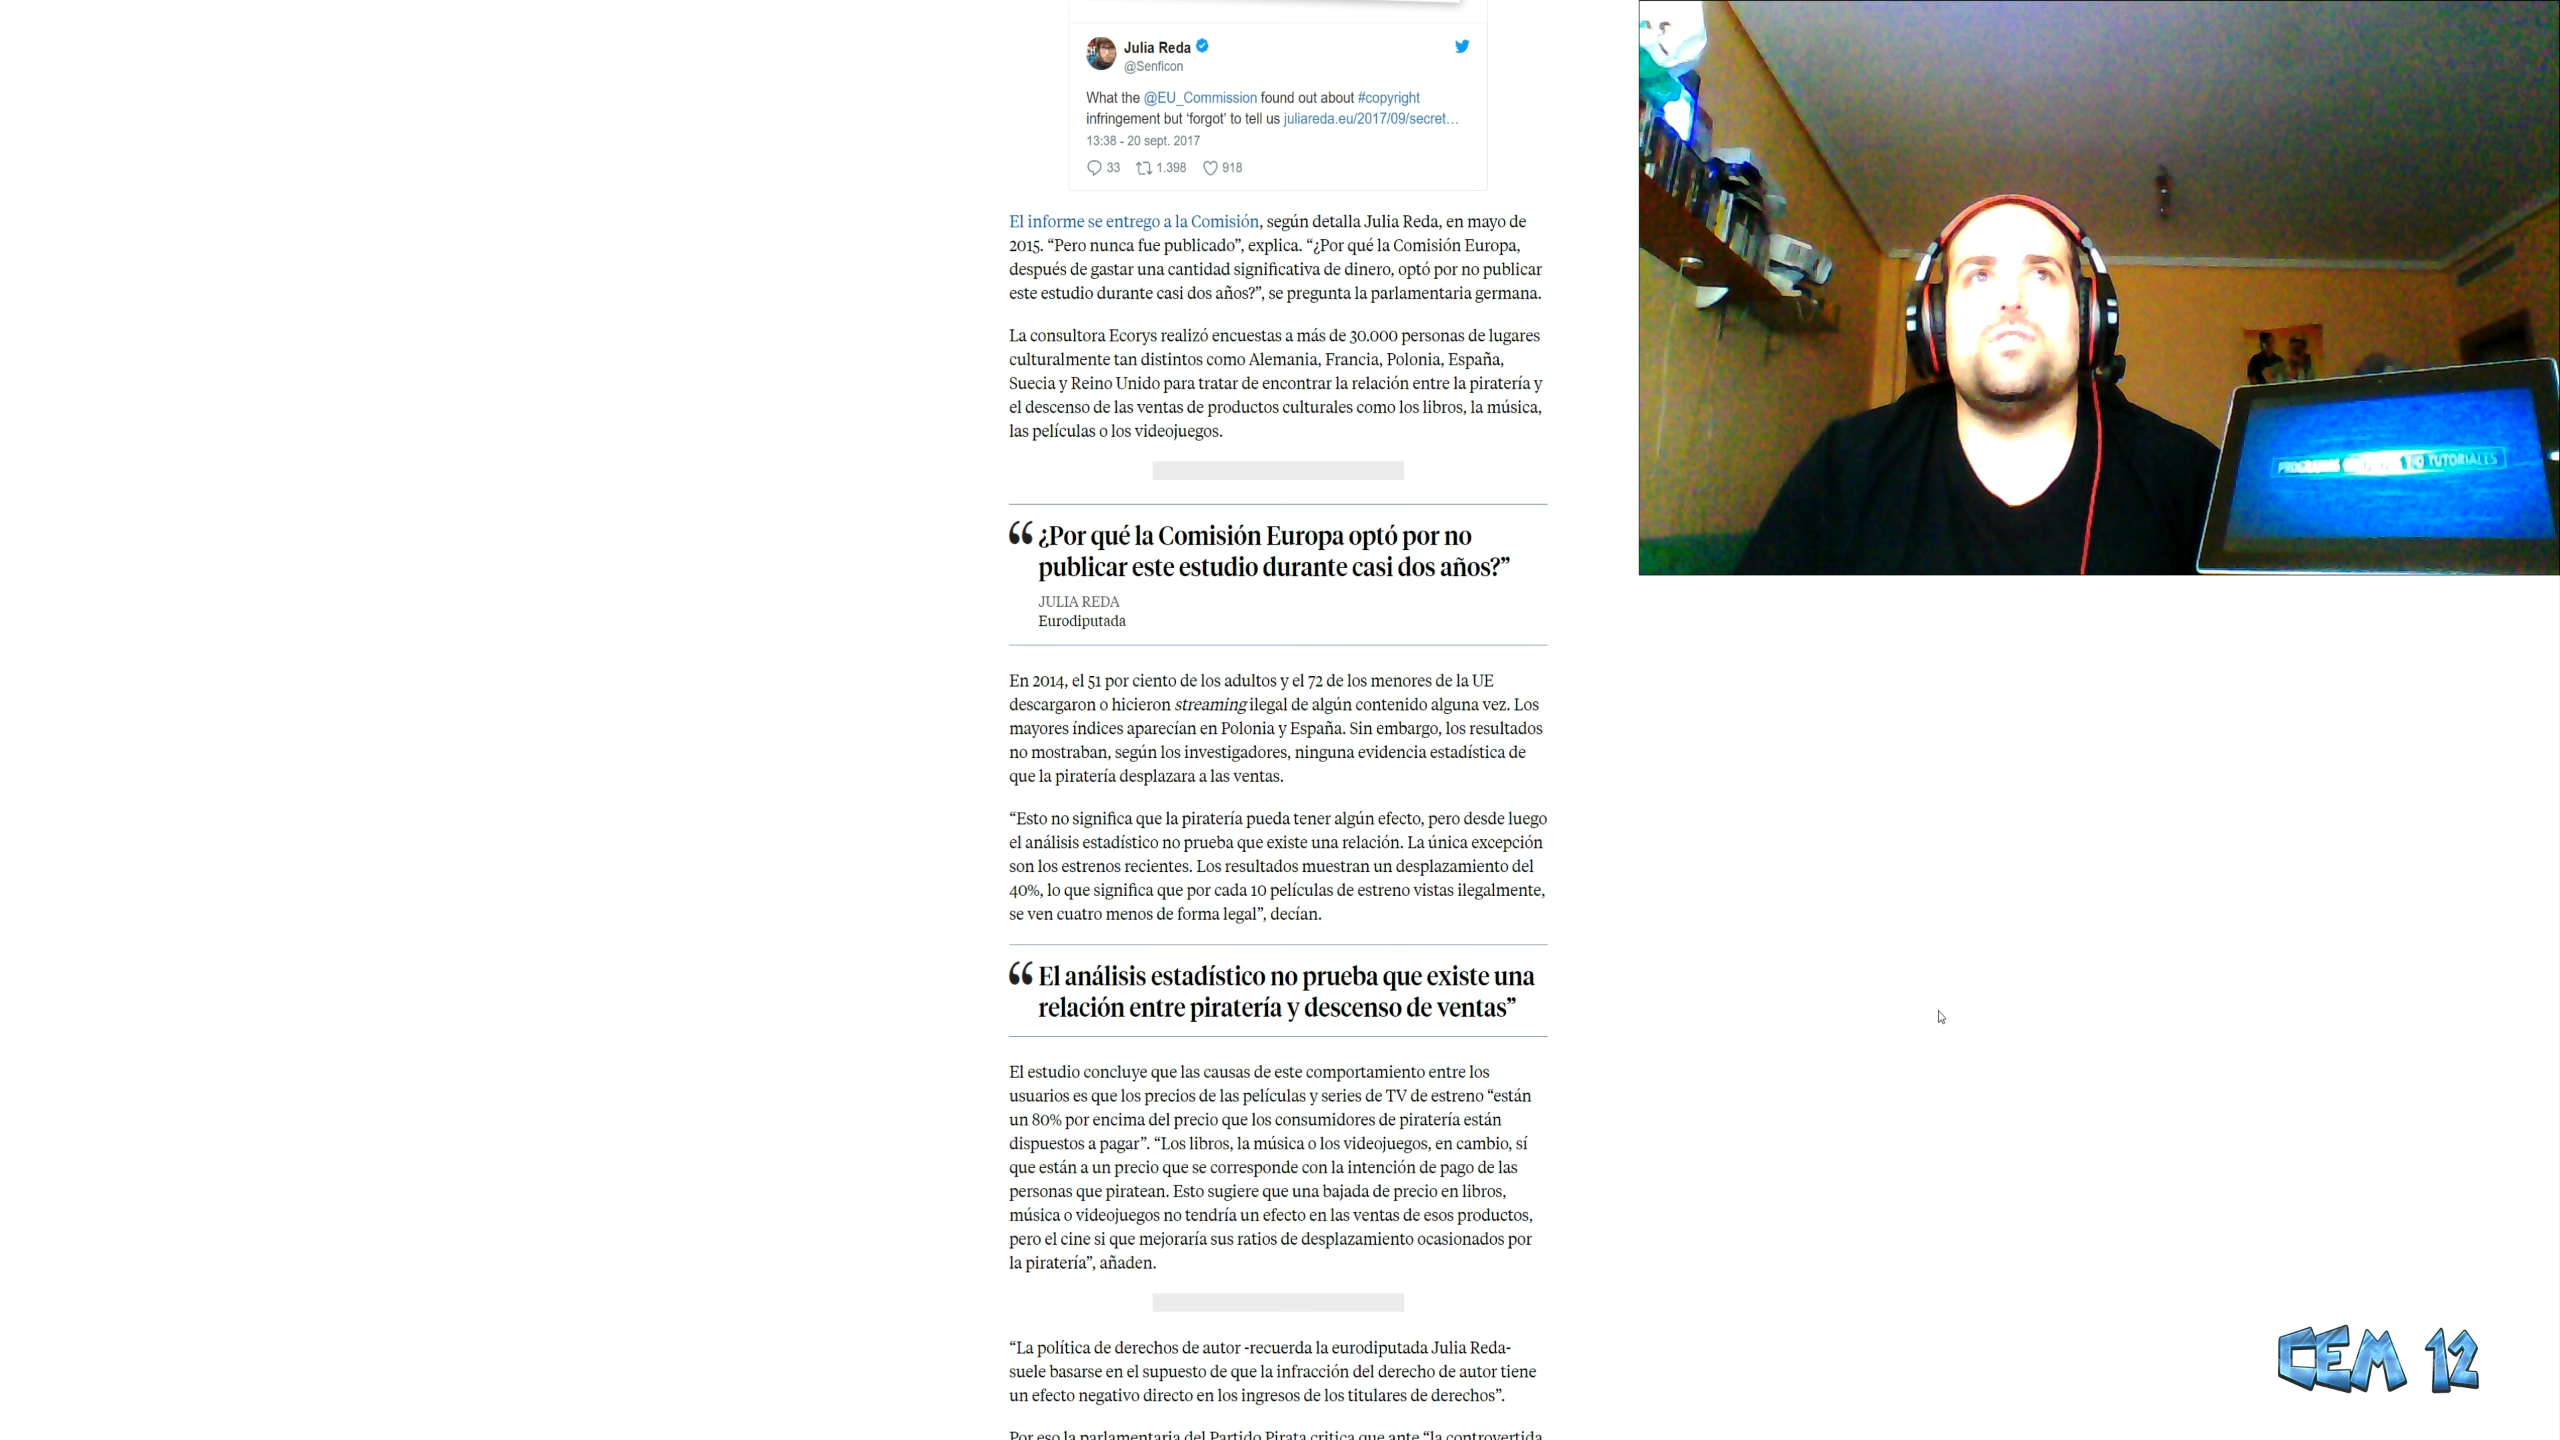 Julia Reda
@Senficon
What the @EU_Commission found out about #copyright
infringement but ‘forgot’ to tell us juliareda.eu/2017/09/secret…
13:38 - 20 sept. 2017
33 1.398 918
El informe se entrego a la Comisión, según detalla Julia Reda, en mayo de
2015. “Pero nunca fue publicado”, explica. “¿Por qué la Comisión Europa,
después de gastar una cantidad significativa de dinero, optó por no publicar
este estudio durante casi dos años?”, se pregunta la parlamentaria germana.
La consultora Ecorys realizó encuestas a más de 30.000 personas de lugares
culturalmente tan distintos como Alemania, Francia, Polonia, España,
Suecia y Reino Unido para tratar de encontrar la relación entre la piratería y
el descenso de las ventas de productos culturales como los libros, la música,
las películas o los videojuegos.
“ ¿Por qué la Comisión Europa optó por no
publicar este estudio durante casi dos años?”
JULIA REDA
Eurodiputada
En 2014, el 51 por ciento de los adultos y el 72 de los menores de la UE
descargaron o hicieron streaming ilegal de algún contenido alguna vez. Los
mayores índices aparecían en Polonia y España. Sin embargo, los resultados
no mostraban, según los investigadores, ninguna evidencia estadística de
que la piratería desplazara a las ventas.
“Esto no significa que la piratería pueda tener algún efecto, pero desde luego
el análisis estadístico no prueba que existe una relación. La única excepción
son los estrenos recientes. Los resultados muestran un desplazamiento del
40%, lo que significa que por cada 10 películas de estreno vistas ilegalmente,
se ven cuatro menos de forma legal”, decían.
“ El análisis estadístico no prueba que existe una
relación entre piratería y descenso de ventas”
El estudio concluye que las causas de este comportamiento entre los
usuarios es que los precios de las películas y series de TV de estreno “están
un 80% por encima del precio que los consumidores de piratería están
dispuestos a pagar”. “Los libros, la música o los videojuegos, en cambio, sí
que están a un precio que se corresponde con la intención de pago de las
personas que piratean. Esto sugiere que una bajada de precio en libros,
música o videojuegos no tendría un efecto en las ventas de esos productos,
pero el cine si que mejoraría sus ratios de desplazamiento ocasionados por
la piratería”, añaden.
“La política de derechos de autor -recuerda la eurodiputada Julia Reda-
suele basarse en el supuesto de que la infracción del derecho de autor tiene
un efecto negativo directo en los ingresos de los titulares de derechos”.
Por eso la parlamentaria del Partido Pirata critica que ante “la controvertida
TUTORIALES
CEM 12